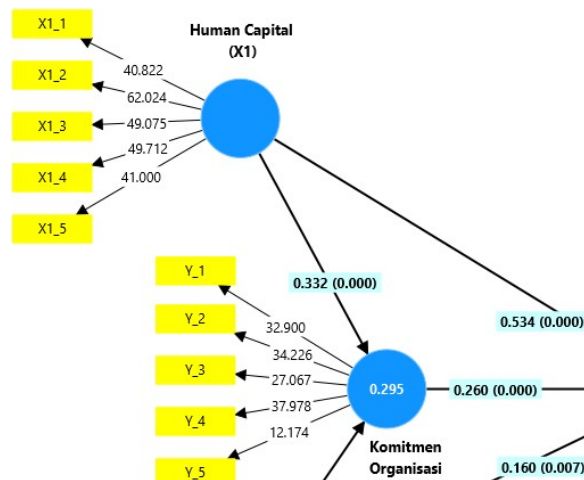 X1_1
Human Capital
(X1)
40.822
X1_2
62.024
X1_3
49.075
49.712
X1_4
41.000
X1_5
Y_1
0.332 (0.000)
Y_2
32.900
0.534 (0.000)
34.226
Y_3
27.067
0.295
0.260 (0.000)
37.978
Y_4
12.174
Komitmen
Organisasi
Y_5
0.160 (0.007)